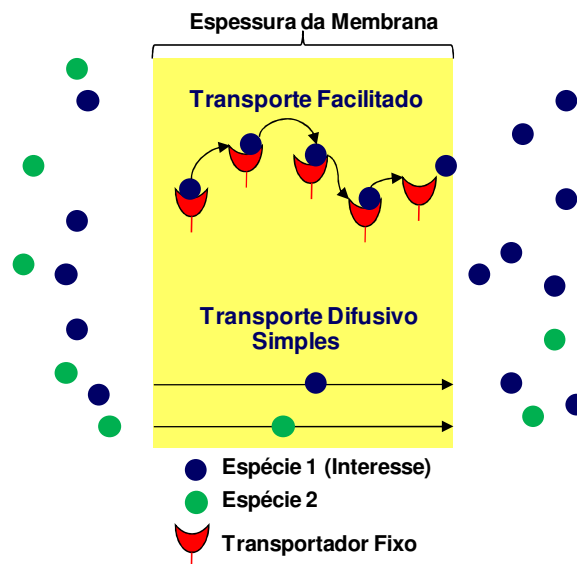 Espessura da Membrana
Transporte Facilitado
Transporte Difusivo
Simples
Espécie 1 (Interesse)
Espécie 2
Transportador Fixo